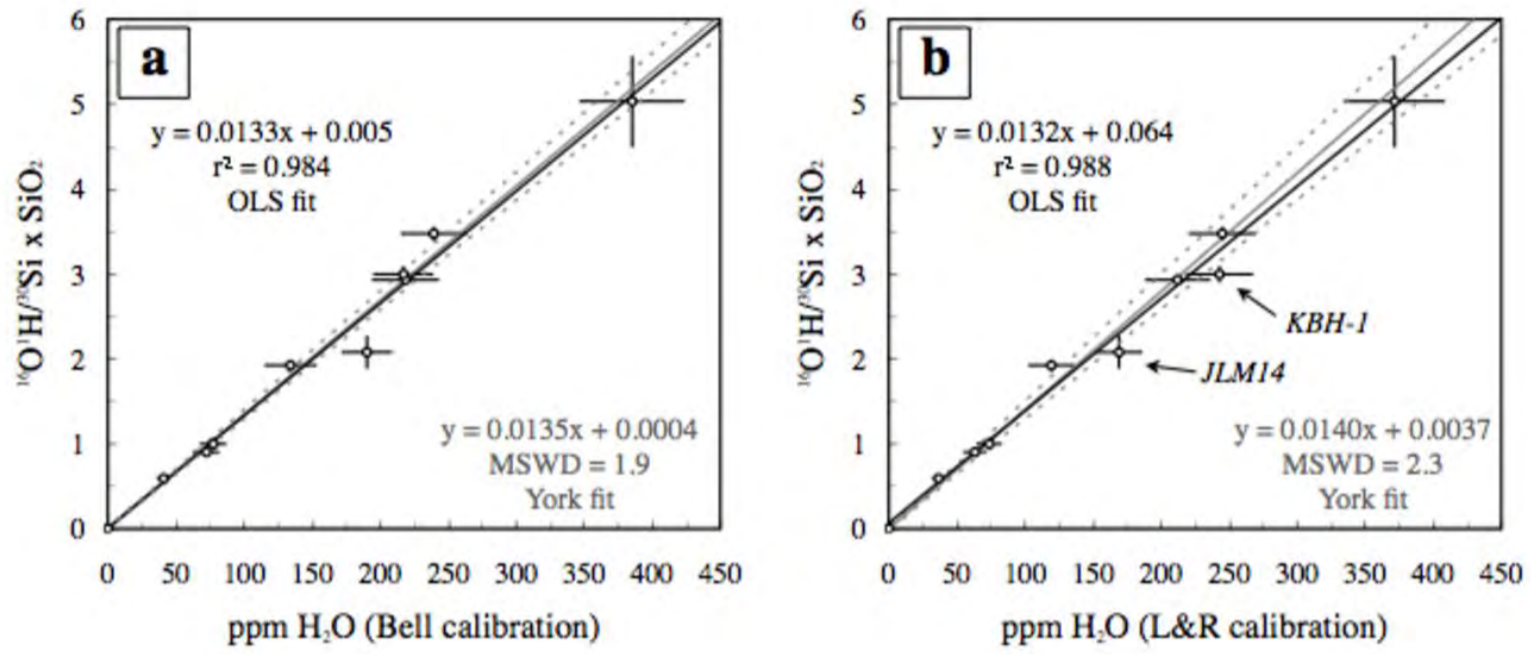 a
y = 0.0133x + 0.005
r² = 0.984
OLS fit
y = 0.0135x + 0.0004
MSWD = 1.9
York fit
¹⁶O¹H/³⁰Si x SiO₂
6
5
4
3
2
1
0
0 50 100 150 200 250 300 350 400 450
ppm H₂O (Bell calibration)
b
y = 0.0132x + 0.064
r² = 0.988
OLS fit
KBH-1
JLM14
y = 0.0140x + 0.0037
MSWD = 2.3
York fit
¹⁶O¹H/³⁰Si x SiO₂
6
5
4
3
2
1
0
0 50 100 150 200 250 300 350 400 450
ppm H₂O (L&R calibration)